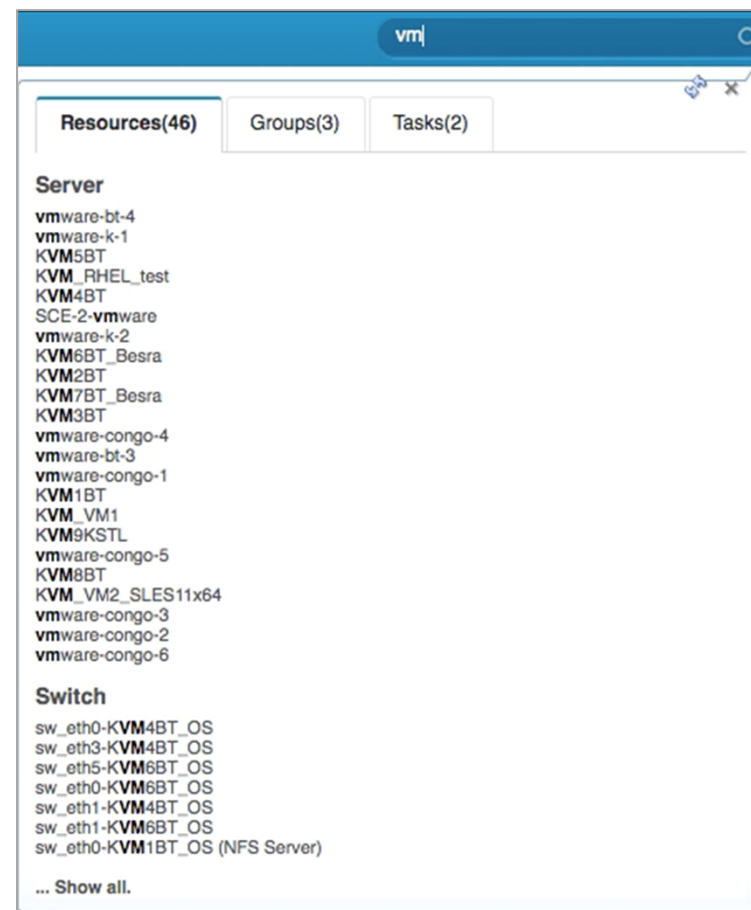 vm
Resources(46) Groups(3) Tasks(2)
Server
vmware-bt-4
vmware-k-1
KVM5BT
KVM_RHEL_test
KVM4BT
SCE-2-vmware
vmware-k-2
KVM6BT_Besra
KVM2BT
KVM7BT_Besra
KVM3BT
vmware-congo-4
vmware-bt-3
vmware-congo-1
KVM1BT
KVM_VM1
KVM9KSTL
vmware-congo-5
KVM8BT
KVM_VM2_SLES11x64
vmware-congo-3
vmware-congo-2
vmware-congo-6
Switch
sw_eth0-KVM4BT_OS
sw_eth3-KVM4BT_OS
sw_eth5-KVM6BT_OS
sw_eth0-KVM6BT_OS
sw_eth1-KVM4BT_OS
sw_eth1-KVM6BT_OS
sw_eth0-KVM1BT_OS (NFS Server)
... Show all.